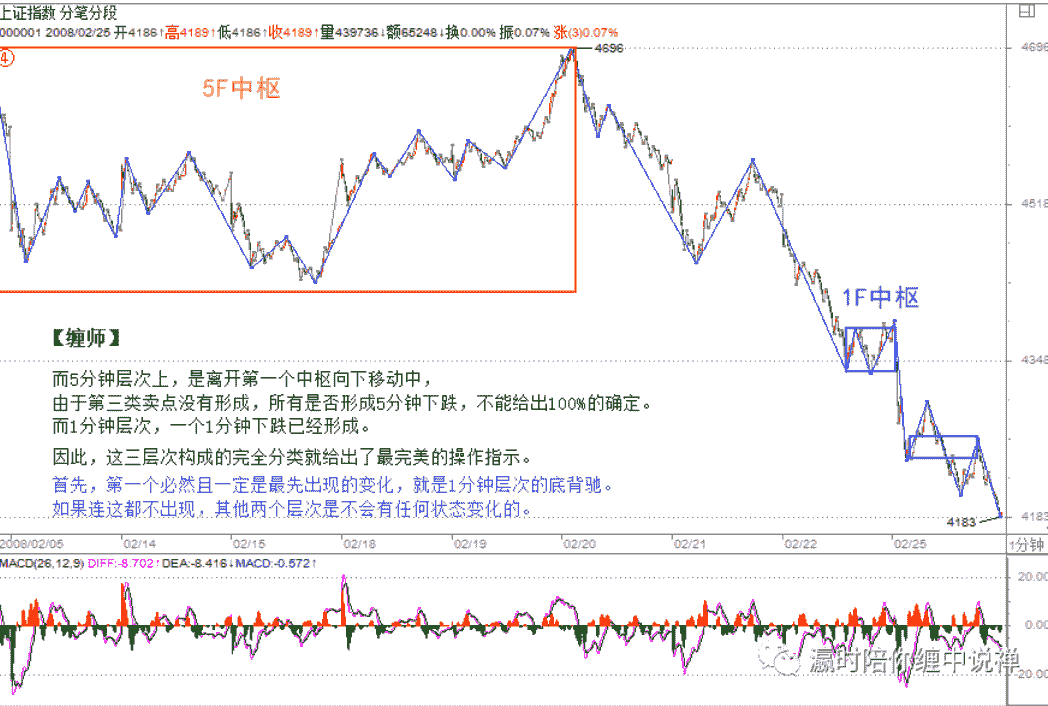 上证指数 分笔分段
000001 2008/02/25 开4186↑高4189↑低4186↑收4189↑量439736↓额65248↓换0.00% 振0.07% 涨(3)0.07%
④
5F中枢
4696
4696
4518
1F中枢
4348
【缠师】
而5分钟层次上，是离开第一个中枢向下移动中，
由于第三类卖点没有形成，所有是否形成5分钟下跌，不能给出100%的确定。
而1分钟层次，一个1分钟下跌已经形成。
因此，这三层次构成的完全分类就给出了最完美的操作指示。
首先，第一个必然且一定是最先出现的变化，就是1分钟层次的底背驰。
如果连这都不出现，其他两个层次是不会有任何状态变化的。
4183
4183
2008/02/05 02/14 02/15 02/18 02/19 02/20 02/21 02/22 02/25 1分钟
MACD(26,12,9) DIFF:-8.702↑DEA:-8.416↓MACD:-0.572↑
20.00
0.00
-20.00
瀛时陪你缠中说禅